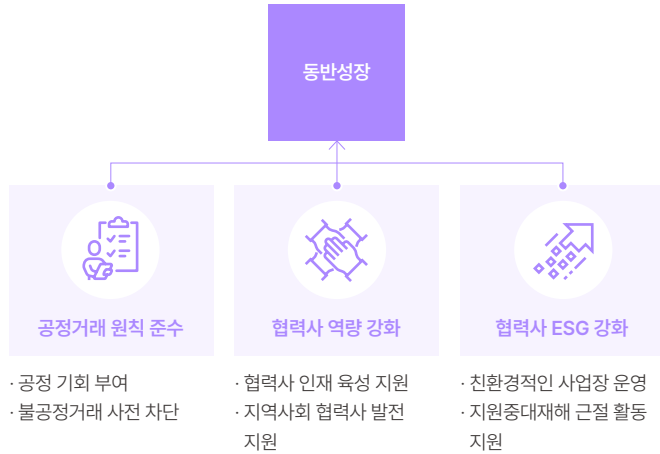 동반성장
공정거래 원칙 준수
· 공정 기회 부여
· 불공정거래 사전 차단
협력사 역량 강화
· 협력사 인재 육성 지원
· 지역사회 협력사 발전
지원
협력사 ESG 강화
· 친환경적인 사업장 운영
· 지원중대재해 근절 활동
지원